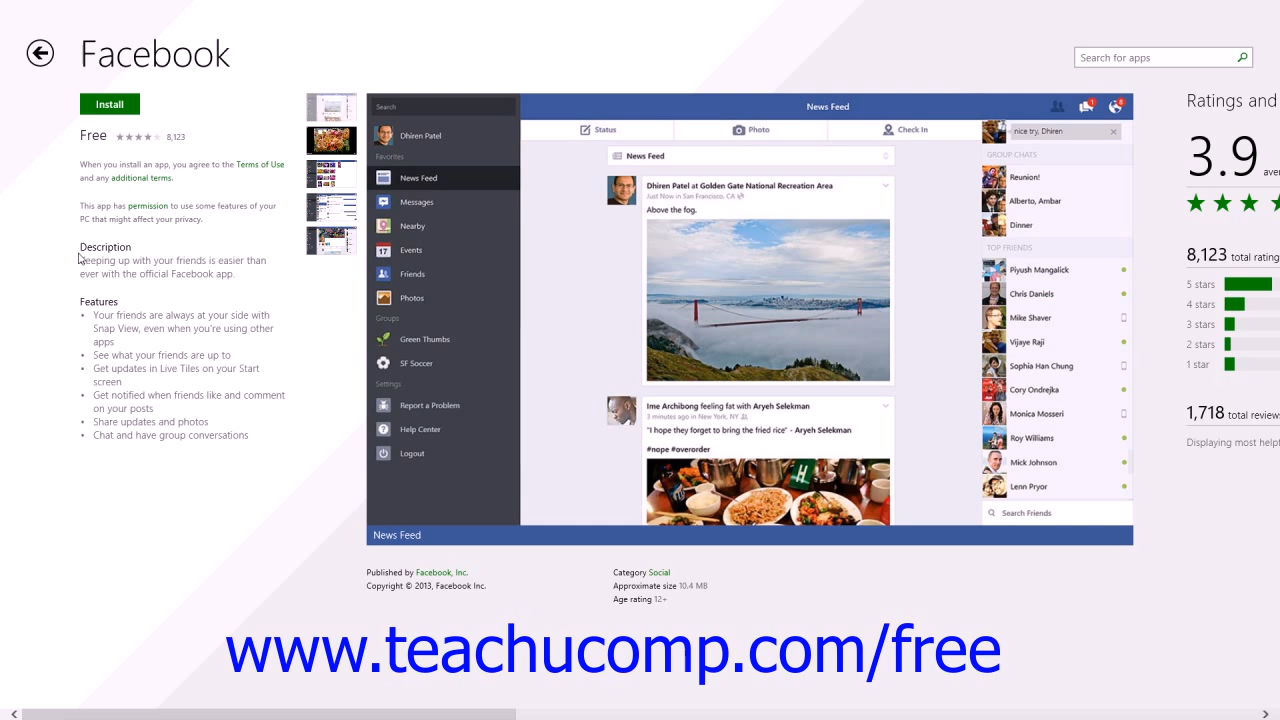 Facebook
Search for apps
Install
Free 8,123
When you install an app, you agree to the Terms of Use
and any additional terms.
This app has permission to use some features of your
PC that might affect your privacy.
Description
Keeping up with your friends is easier than
ever with the official Facebook app.
Features
• Your friends are always at your side with
Snap View, even when you're using other
apps
• See what your friends are up to
• Get updates in Live Tiles on your Start
screen
• Get notified when friends like and comment
on your posts
• Share updates and photos
• Chat and have group conversations
Search
Dhiren Patel
Favorites
News Feed
Messages
Nearby
17 Events
Friends
Photos
Groups
Green Thumbs
SF Soccer
Settings
Report a Problem
Help Center
Logout
News Feed
Status
Photo
Check In
News Feed
Dhiren Patel at Golden Gate National Recreation Area
Just Now in San Francisco, CA
Above the fog.
Ime Archibong feeling fat with Aryeh Selekman
3 minutes ago in New York, NY
"I hope they forget to bring the fried rice" - Aryeh Selekman
#nope #overorder
nice try, Dhiren
GROUP CHATS
Reunion!
Alberto, Ambar
Dinner
TOP FRIENDS
Piyush Mangalick
Chris Daniels
Mike Shaver
Vijaye Raji
Sophia Han Chung
Cory Ondrejka
Monica Mosseri
Roy Williams
Mick Johnson
Lenn Pryor
Search Friends
News Feed
Published by Facebook, Inc.
Copyright © 2013, Facebook Inc.
Category Social
Approximate size 10.4 MB
Age rating 12+
Ratings and
3.9 aver
8,123 total rating
5 stars
4 stars
3 stars
2 stars
1 star
1,718 total reviews
Displaying most helpf
www.teachucomp.com/free